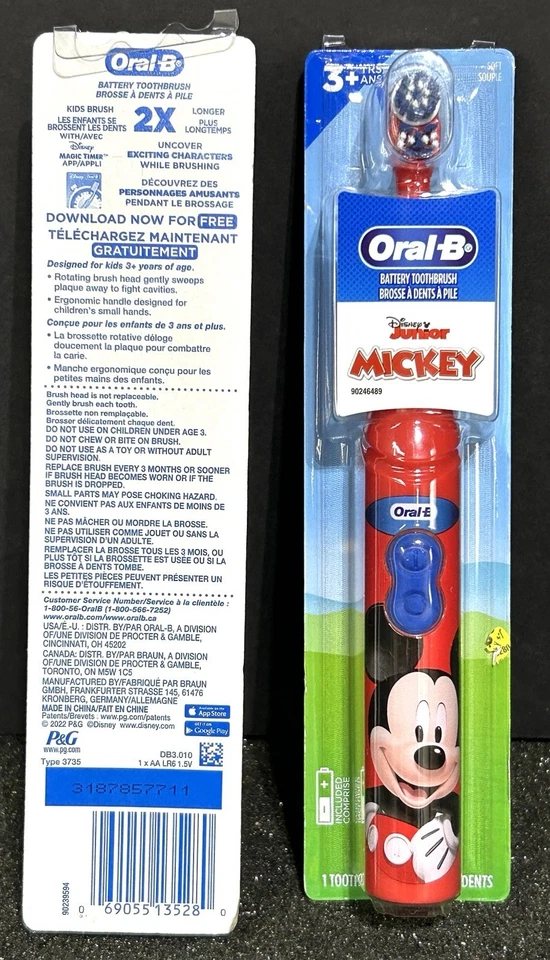 Oral-B
BATTERY TOOTHBRUSH
BROSSE À DENTS À PILE
KIDS BRUSH
LES ENFANTS SE
BROSSENT LES DENTS
WITH/AVEC
Disney
MAGIC TIMER™
APP/APPLI
2X
LONGER
PLUS
LONGTEMPS
UNCOVER
EXCITING CHARACTERS
WHILE BRUSHING
DÉCOUVREZ DES
PERSONNAGES AMUSANTS
PENDANT LE BROSSAGE
DOWNLOAD NOW FOR FREE
TÉLÉCHARGEZ MAINTENANT
GRATUITEMENT
Designed for kids 3+ years of age.
• Rotating brush head gently sweeps
plaque away to fight cavities.
• Ergonomic handle designed for
children's small hands.
Conçue pour les enfants de 3 ans et plus.
• La brossette rotative déloge
doucement la plaque pour combattre
la carie.
• Manche ergonomique conçu pour les
petites mains des enfants.
Brush head is not replaceable.
Gently brush each tooth.
Brossette non remplaçable.
Brosser délicatement chaque dent.
DO NOT USE ON CHILDREN UNDER AGE 3.
DO NOT CHEW OR BITE ON BRUSH.
DO NOT USE AS A TOY OR WITHOUT ADULT
SUPERVISION.
REPLACE BRUSH EVERY 3 MONTHS OR SOONER
IF BRUSH HEAD BECOMES WORN OR IF THE
BRUSH IS DROPPED.
SMALL PARTS MAY POSE CHOKING HAZARD.
NE CONVIENT PAS AUX ENFANTS DE MOINS DE
3 ANS.
NE PAS MÂCHER OU MORDRE LA BROSSE.
NE PAS UTILISER COMME JOUET OU SANS LA
SUPERVISION D'UN ADULTE.
REMPLACER LA BROSSE TOUS LES 3 MOIS, OU
PLUS TÔT SI LA BROSSETTE EST USÉE OU SI LA
BROSSE À DENTS TOMBE.
LES PETITES PIÈCES PEUVENT PRÉSENTER UN
RISQUE D'ÉTOUFFEMENT.
Customer Service Number/Service à la clientèle :
1-800-56-OralB (1-800-566-7252)
www.oralb.com/www.oralb.ca
USA/É.-U. : DISTR. BY/PAR ORAL-B, A DIVISION
OF/UNE DIVISION DE PROCTER & GAMBLE,
CINCINNATI, OH 45202
CANADA: DISTR. BY/PAR BRAUN, A DIVISION
OF/UNE DIVISION DE PROCTER & GAMBLE,
TORONTO, ON M5W 1C5
MANUFACTURED BY/FABRIQUÉ PAR BRAUN
GMBH, FRANKFURTER STRASSE 145, 61476
KRONBERG, GERMANY/ALLEMAGNE
MADE IN CHINA/FAIT EN CHINE
Patents/Brevets : www.pg.com/patents
© 2022 P&G ©Disney www.disney.com
App Store
Google Play
P&G
www.pg.com
Type 3735
DB3.010
1 x AA LR6 1.5V
3187857711
90239594
0 69055 13528 0
3+ YRS
ANS
SOFT
SOUPLE
Oral-B
BATTERY TOOTHBRUSH
BROSSE À DENTS À PILE
Disney
Junior
MICKEY
90246489
Oral-B
INCLUDED
COMPRISE
1 TOOT
DENTS